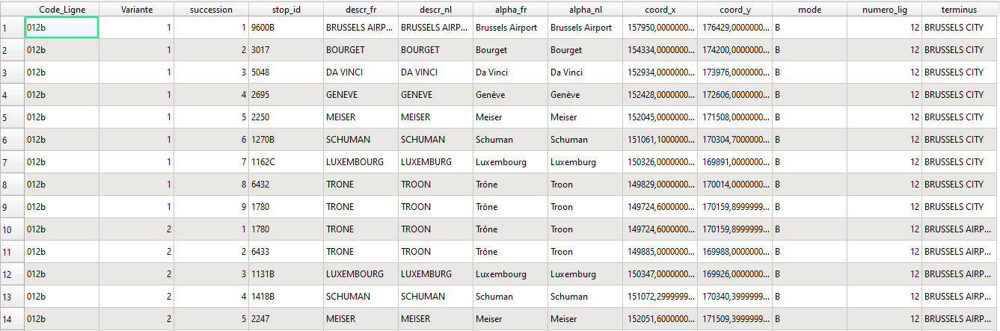 Code_Ligne Variante succession stop_id descr_fr descr_nl alpha_fr alpha_nl coord_x coord_y mode numero_lig terminus
1 012b 1 1 9600B BRUSSELS AIRP... BRUSSELS AIRP... Brussels Airport Brussels Airport 157950,0000000... 176429,0000000... B 12 BRUSSELS CITY
2 012b 1 2 3017 BOURGET BOURGET Bourget Bourget 154334,0000000... 174200,0000000... B 12 BRUSSELS CITY
3 012b 1 3 5048 DA VINCI DA VINCI Da Vinci Da Vinci 152934,0000000... 173976,0000000... B 12 BRUSSELS CITY
4 012b 1 4 2695 GENEVE GENEVE Genève Genève 152428,0000000... 172606,0000000... B 12 BRUSSELS CITY
5 012b 1 5 2250 MEISER MEISER Meiser Meiser 152045,0000000... 171508,0000000... B 12 BRUSSELS CITY
6 012b 1 6 1270B SCHUMAN SCHUMAN Schuman Schuman 151061,1000000... 170304,7000000... B 12 BRUSSELS CITY
7 012b 1 7 1162C LUXEMBOURG LUXEMBURG Luxembourg Luxemburg 150326,0000000... 169891,0000000... B 12 BRUSSELS CITY
8 012b 1 8 6432 TRONE TROON Trône Troon 149829,0000000... 170014,0000000... B 12 BRUSSELS CITY
9 012b 1 9 1780 TRONE TROON Trône Troon 149724,6000000... 170159,8999999... B 12 BRUSSELS CITY
10 012b 2 1 1780 TRONE TROON Trône Troon 149724,6000000... 170159,8999999... B 12 BRUSSELS AIRP...
11 012b 2 2 6433 TRONE TROON Trône Troon 149885,0000000... 169988,0000000... B 12 BRUSSELS AIRP...
12 012b 2 3 1131B LUXEMBOURG LUXEMBURG Luxembourg Luxemburg 150347,0000000... 169926,0000000... B 12 BRUSSELS AIRP...
13 012b 2 4 1418B SCHUMAN SCHUMAN Schuman Schuman 151072,2999999... 170340,3999999... B 12 BRUSSELS AIRP...
14 012b 2 5 2247 MEISER MEISER Meiser Meiser 152051,6000000... 171509,3999999... B 12 BRUSSELS AIRP...